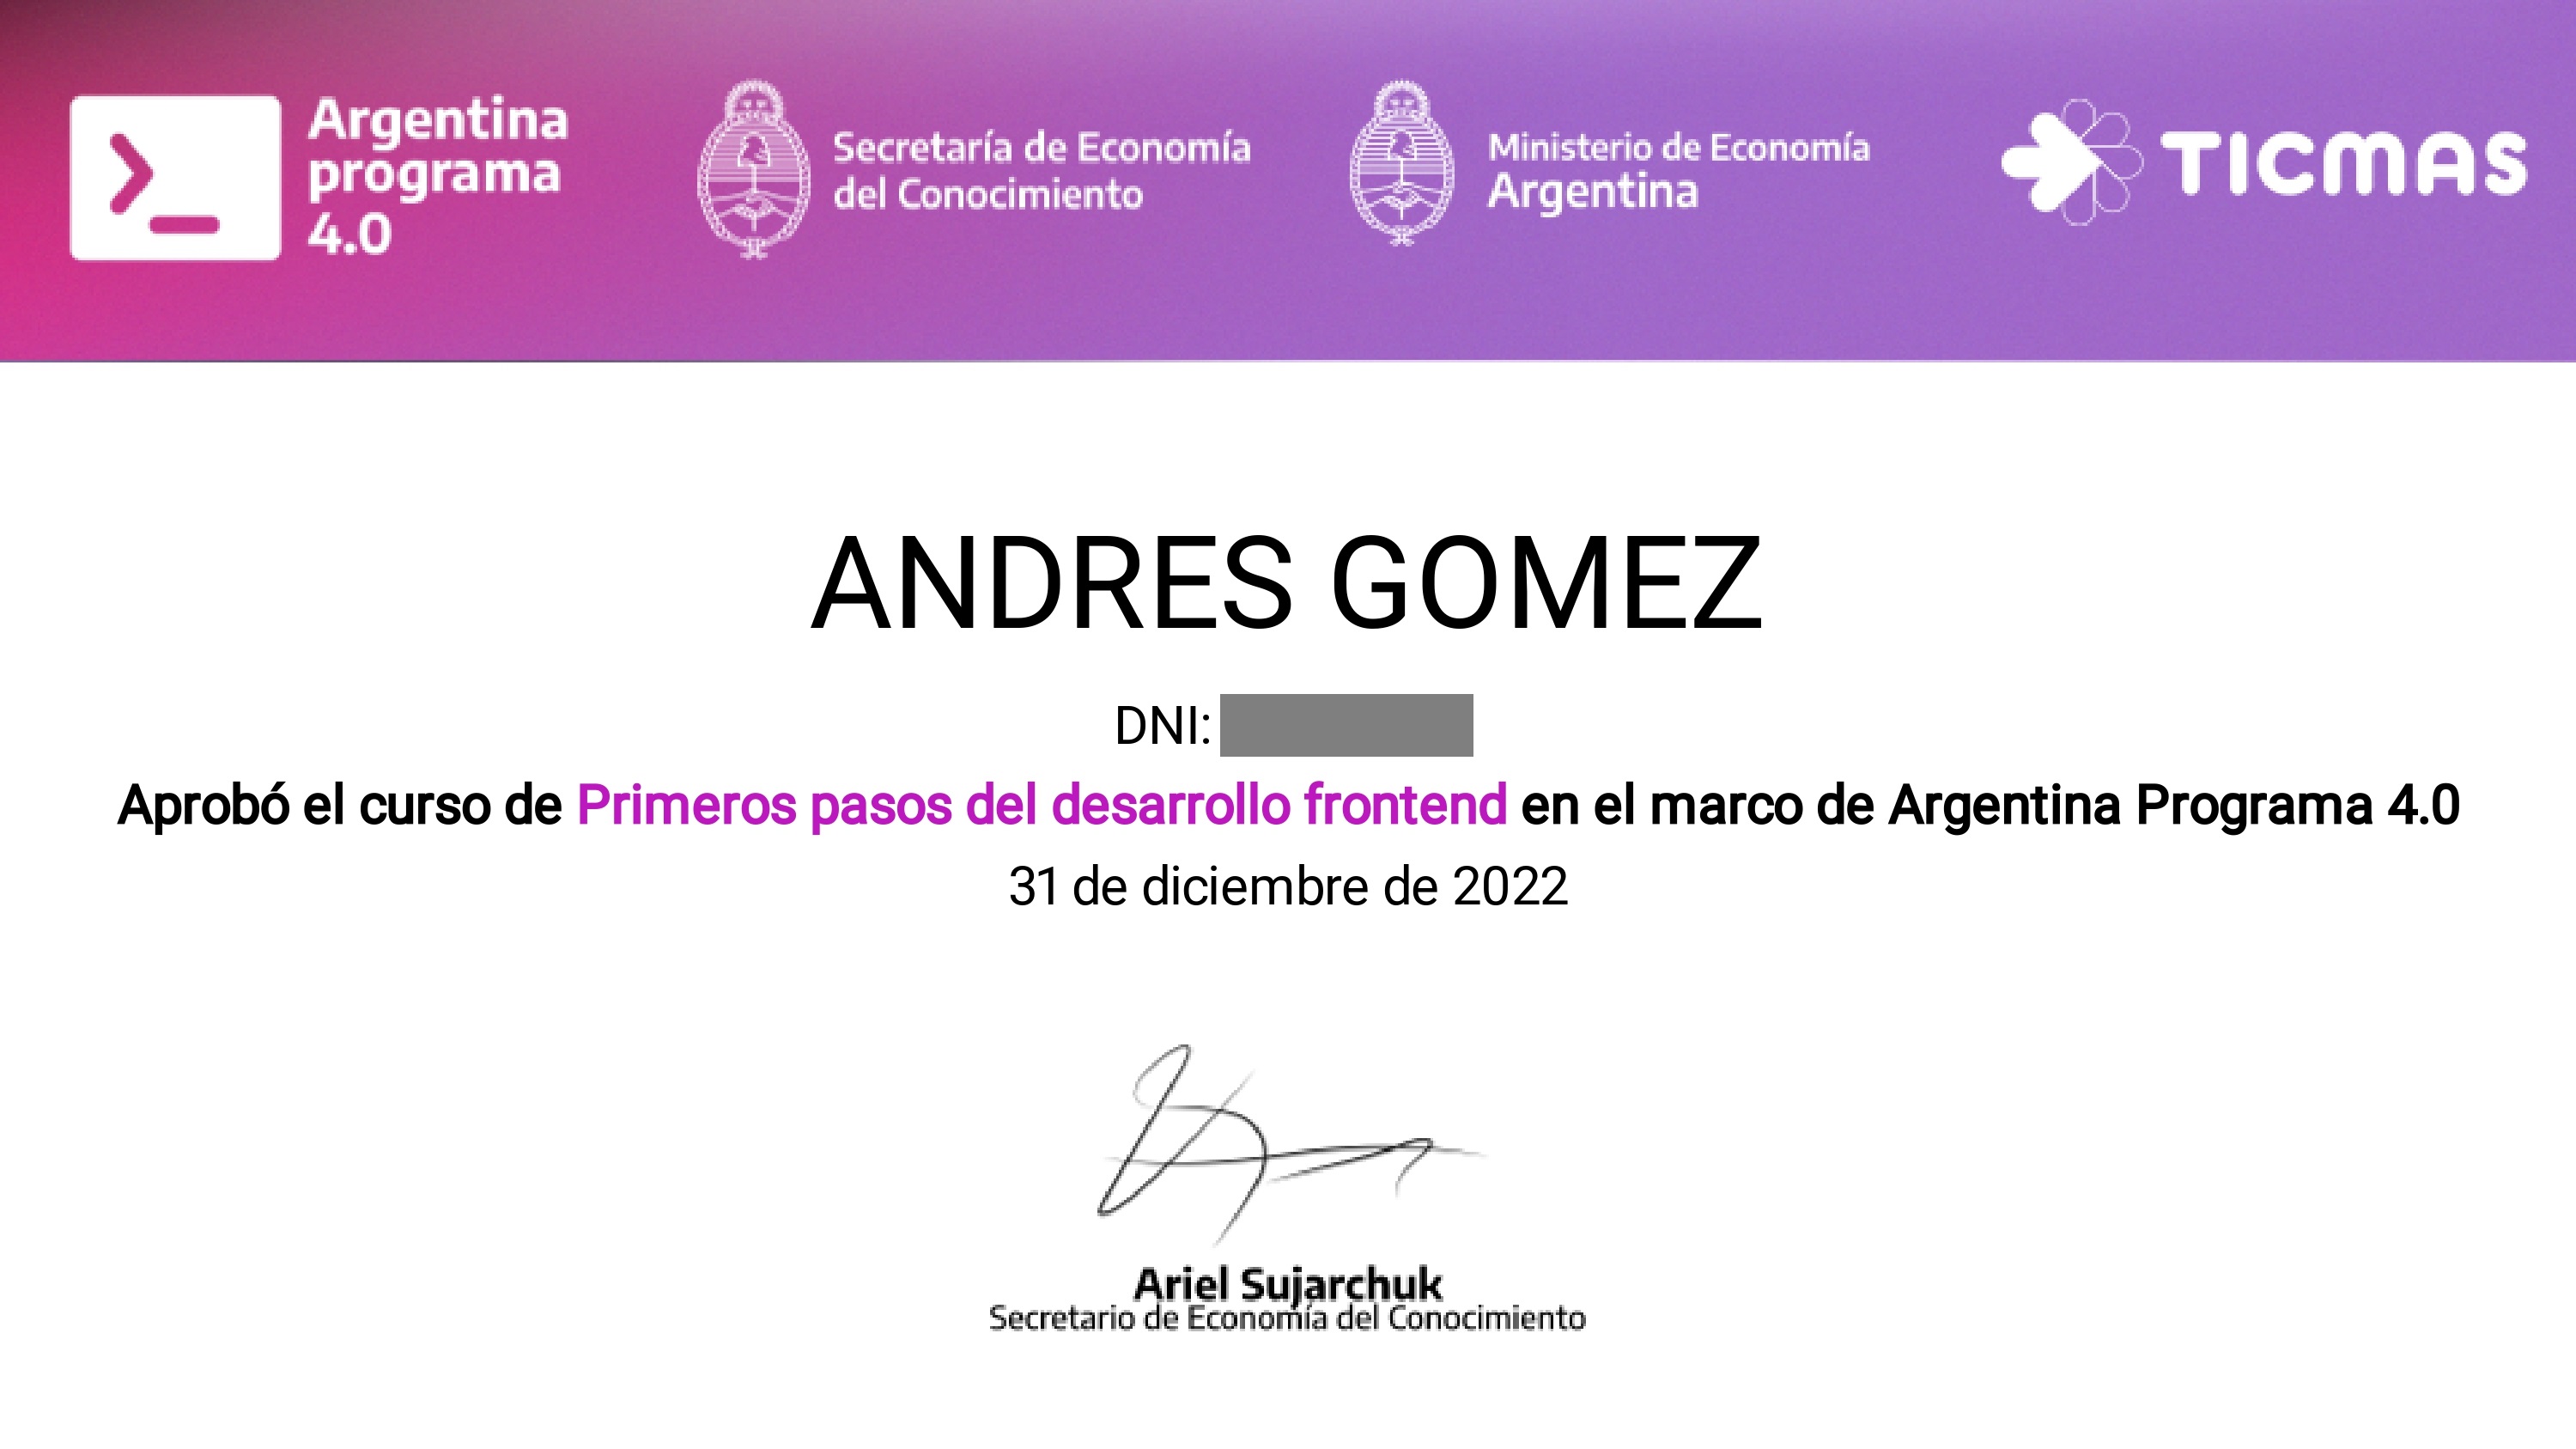 Argentina
programa
4.0
Secretaría de Economía
del Conocimiento
Ministerio de Economía
Argentina
TICMAS
ANDRES GOMEZ
DNI:
Aprobó el curso de Primeros pasos del desarrollo frontend en el marco de Argentina Programa 4.0
31 de diciembre de 2022
Ariel Sujarchuk
Secretario de Economía del Conocimiento